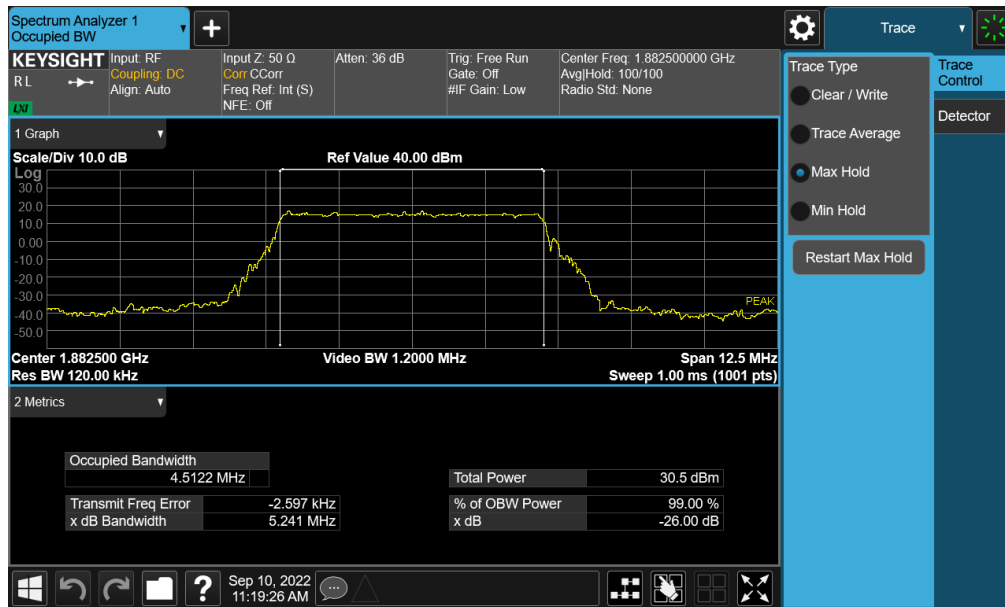 Spectrum Analyzer 1
Occupied BW
+
Trace
KEYSIGHT
R L
LXI
Input: RF
Coupling: DC
Align: Auto
Input Z: 50 Ω
Corr CCorr
Freq Ref: Int (S)
NFE: Off
Atten: 36 dB
Trig: Free Run
Gate: Off
#IF Gain: Low
Center Freq: 1.882500000 GHz
Avg|Hold: 100/100
Radio Std: None
Trace Type
Clear / Write
Trace Average
Max Hold
Min Hold
Restart Max Hold
Trace
Control
Detector
1 Graph
Scale/Div 10.0 dB
Ref Value 40.00 dBm
Log
30.0
20.0
10.0
0.00
-10.0
-20.0
-30.0
-40.0
-50.0
PEAK
Center 1.882500 GHz
Video BW 1.2000 MHz
Span 12.5 MHz
Res BW 120.00 kHz
Sweep 1.00 ms (1001 pts)
2 Metrics
Occupied Bandwidth
4.5122 MHz
Total Power 30.5 dBm
Transmit Freq Error -2.597 kHz
% of OBW Power 99.00 %
x dB Bandwidth 5.241 MHz
x dB -26.00 dB
?
Sep 10, 2022
11:19:26 AM